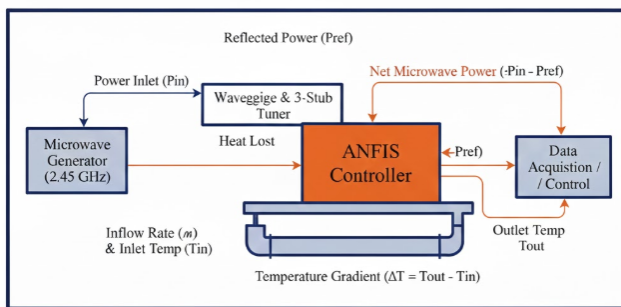 Reflected Power (Pref)
Power Inlet (Pin)
Net Microwave Power (-Pin - Pref)
Waveggige & 3-Stub
Tuner
Heat Lost
Microwave
Generator
(2.45 GHz)
ANFIS
Controller
Pref)
Data
Acquistion /
/ Control
Inflow Rate (m)
& Inlet Temp (Tin)
Outlet Temp
Tout
Temperature Gradient (ΔT = Tout - Tin)